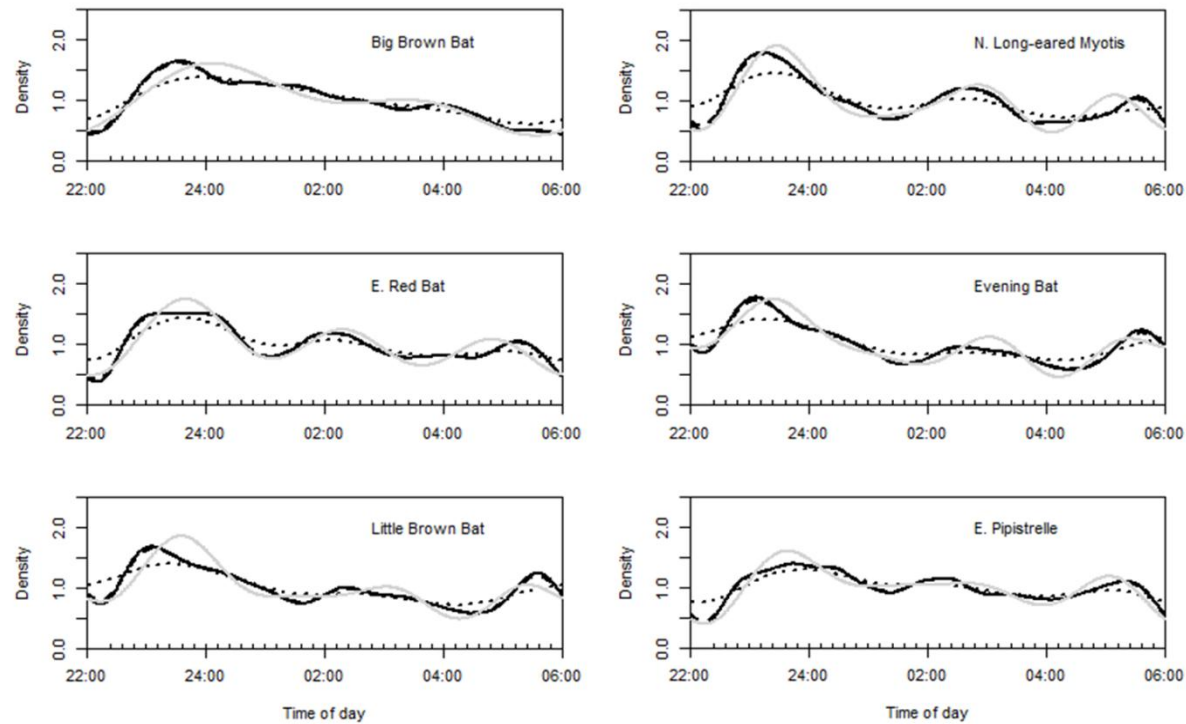 Big Brown Bat
Density
0.0 1.0 2.0
22:00 24:00 02:00 04:00 06:00
N. Long-eared Myotis
Density
0.0 1.0 2.0
22:00 24:00 02:00 04:00 06:00
E. Red Bat
Density
0.0 1.0 2.0
22:00 24:00 02:00 04:00 06:00
Evening Bat
Density
0.0 1.0 2.0
22:00 24:00 02:00 04:00 06:00
Little Brown Bat
Density
0.0 1.0 2.0
22:00 24:00 02:00 04:00 06:00
Time of day
E. Pipistrelle
Density
0.0 1.0 2.0
22:00 24:00 02:00 04:00 06:00
Time of day